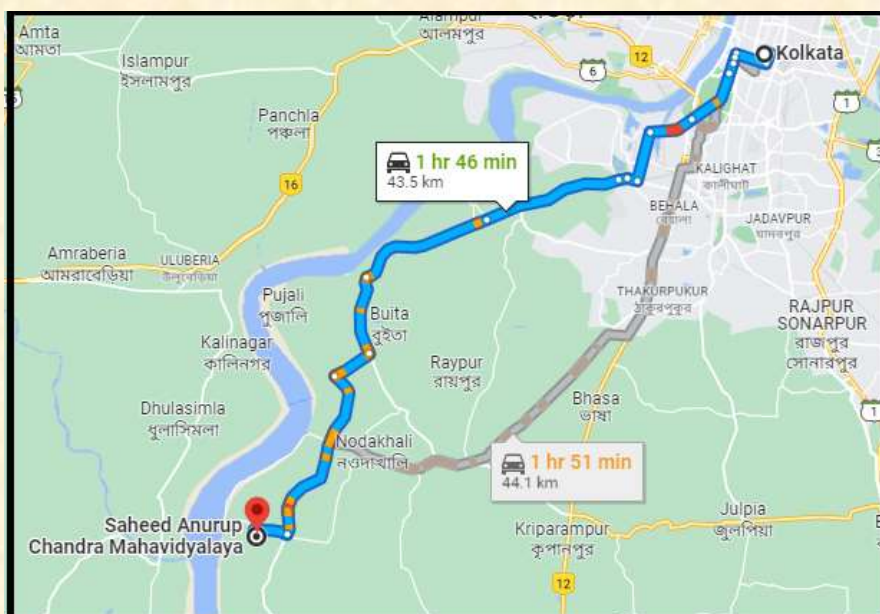 Amta
আমতা
Islampur
ইসলামপুর
আলমপুর
12
6
Kolkata
1
Panchla
পঞ্চলা
1 hr 46 min
43.5 km
16
KALIGHAT
কালীঘাট
BEHALA
বেহালা
JADAVPUR
যাদবপুর
Amraberia
আমরাবেড়িয়া
ULUBERIA
উলুবেড়িয়া
Pujali
পুজালি
THAKURPUKUR
ঠাকুরপুকুর
Buita
বুইতা
RAJPUR
SONARPUR
রাজপুর
সোনারপুর
Kalinagar
কালিনগর
Raypur
রায়পুর
Bhasa
ভাষা
Dhulasimla
ধুলাসিমলা
Nodakhali
নওদাখালি
1
1 hr 51 min
44.1 km
Saheed Anurup
Chandra Mahavidyalaya
Julpia
জুলপিয়া
Kriparampur
কৃপানপুর
12